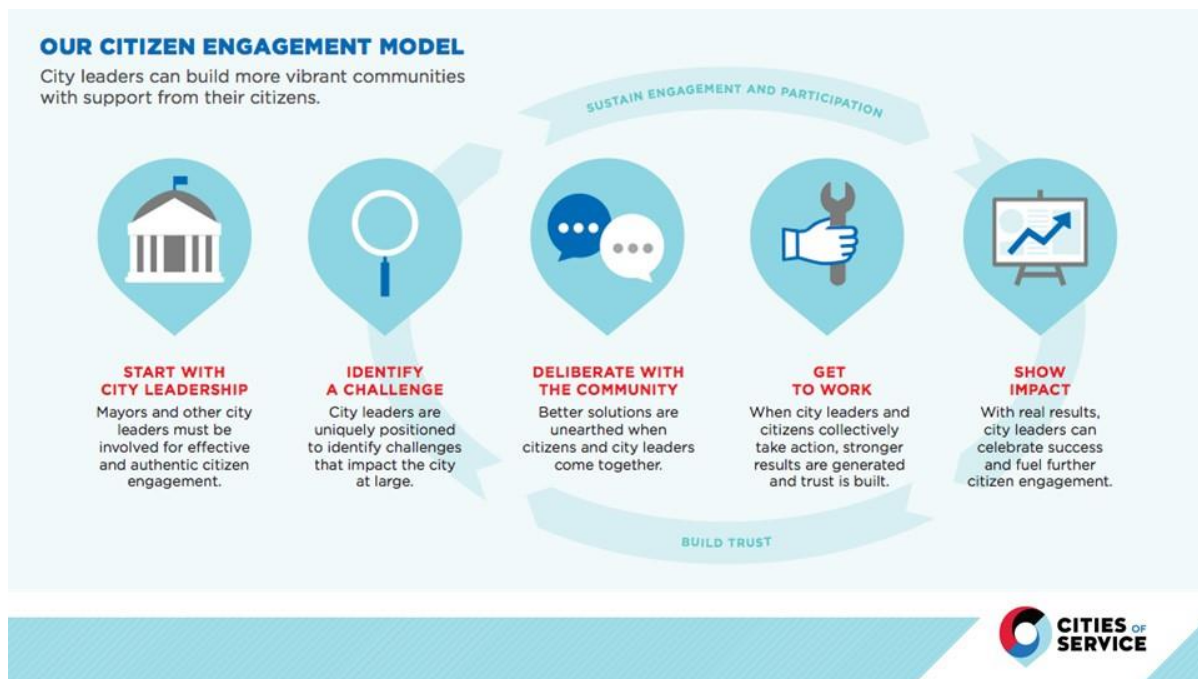 OUR CITIZEN ENGAGEMENT MODEL
City leaders can build more vibrant communities
with support from their citizens.
SUSTAIN ENGAGEMENT AND PARTICIPATION
START WITH
CITY LEADERSHIP
Mayors and other city
leaders must be
involved for effective
and authentic citizen
engagement.
IDENTIFY
A CHALLENGE
City leaders are
uniquely positioned
to identify challenges
that impact the city
at large.
DELIBERATE WITH
THE COMMUNITY
Better solutions are
unearthed when
citizens and city leaders
come together.
GET
TO WORK
When city leaders and
citizens collectively
take action, stronger
results are generated
and trust is built.
SHOW
IMPACT
With real results,
city leaders can
celebrate success
and fuel further
citizen engagement.
BUILD TRUST
CITIES OF
SERVICE